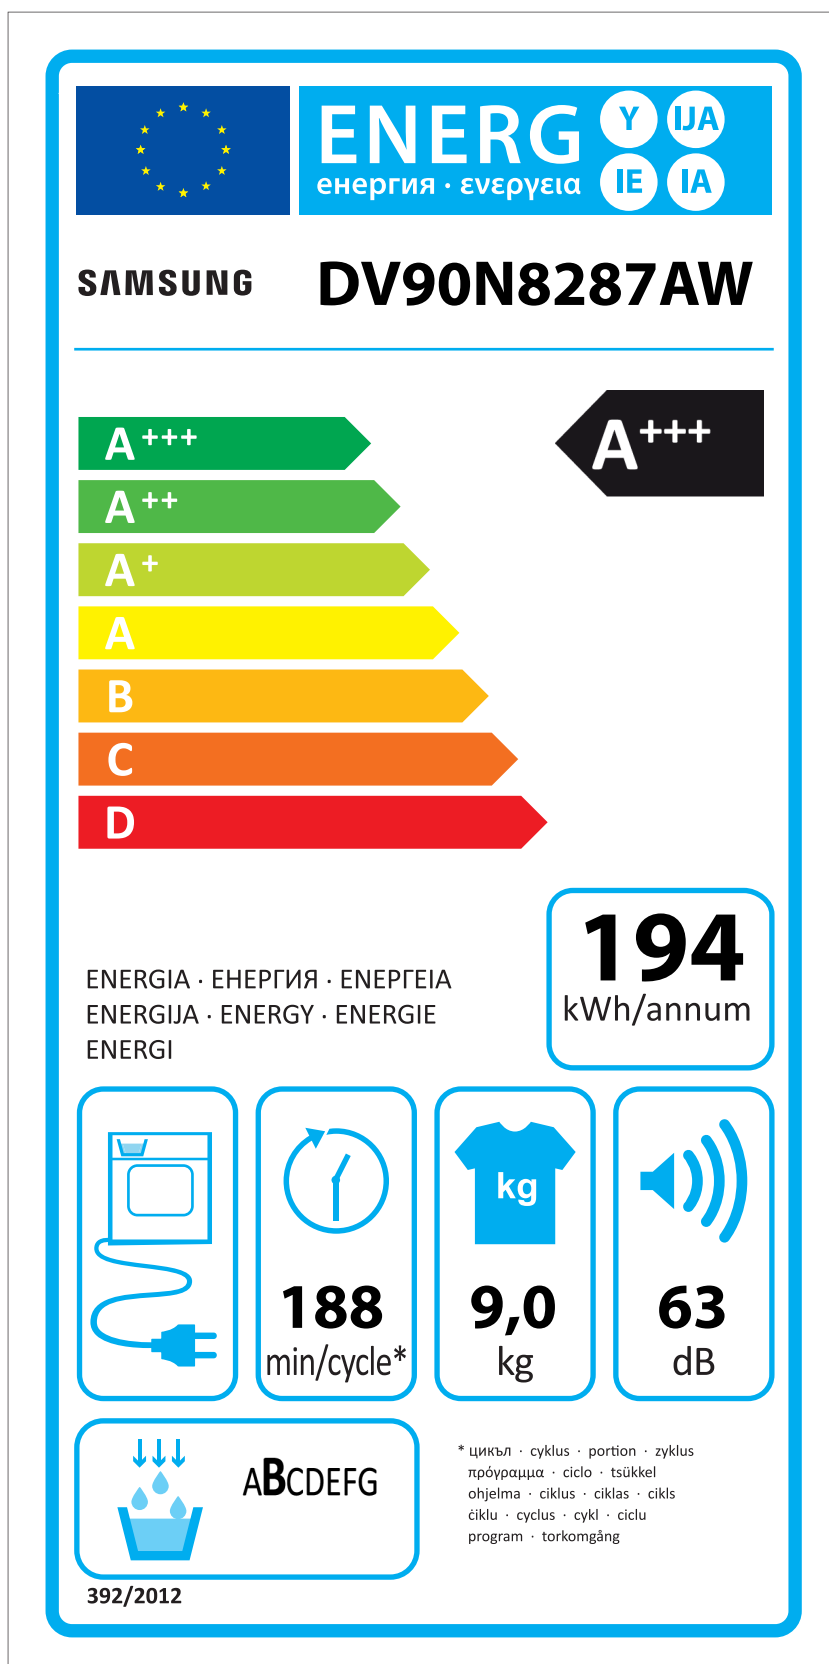 ENERG Y IJA
енергия · ενεργεια IE IA
SAMSUNG DV90N8287AW
A+++
A+++
A++
A+
A
B
C
D
194
kWh/annum
ENERGIA · ЕНЕРГИЯ · ΕΝΕΡΓΕΙΑ
ENERGIJA · ENERGY · ENERGIE
ENERGI
kg
188
min/cycle*
9,0
kg
63
dB
ABCDEFG
* цикъл · cyklus · portion · zyklus
πρόγραμμα · ciclo · tsükkel
ohjelma · ciklus · ciklas · cikls
ċiklu · cyclus · cykl · ciclu
program · torkomgång
392/2012